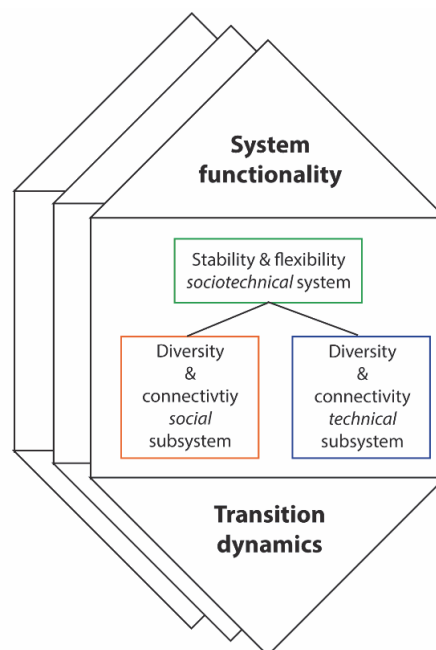 System
functionality
Stability & flexibility
sociotechnical system
Diversity
&
connectivtiy
social
subsystem
Diversity
&
connectivity
technical
subsystem
Transition
dynamics